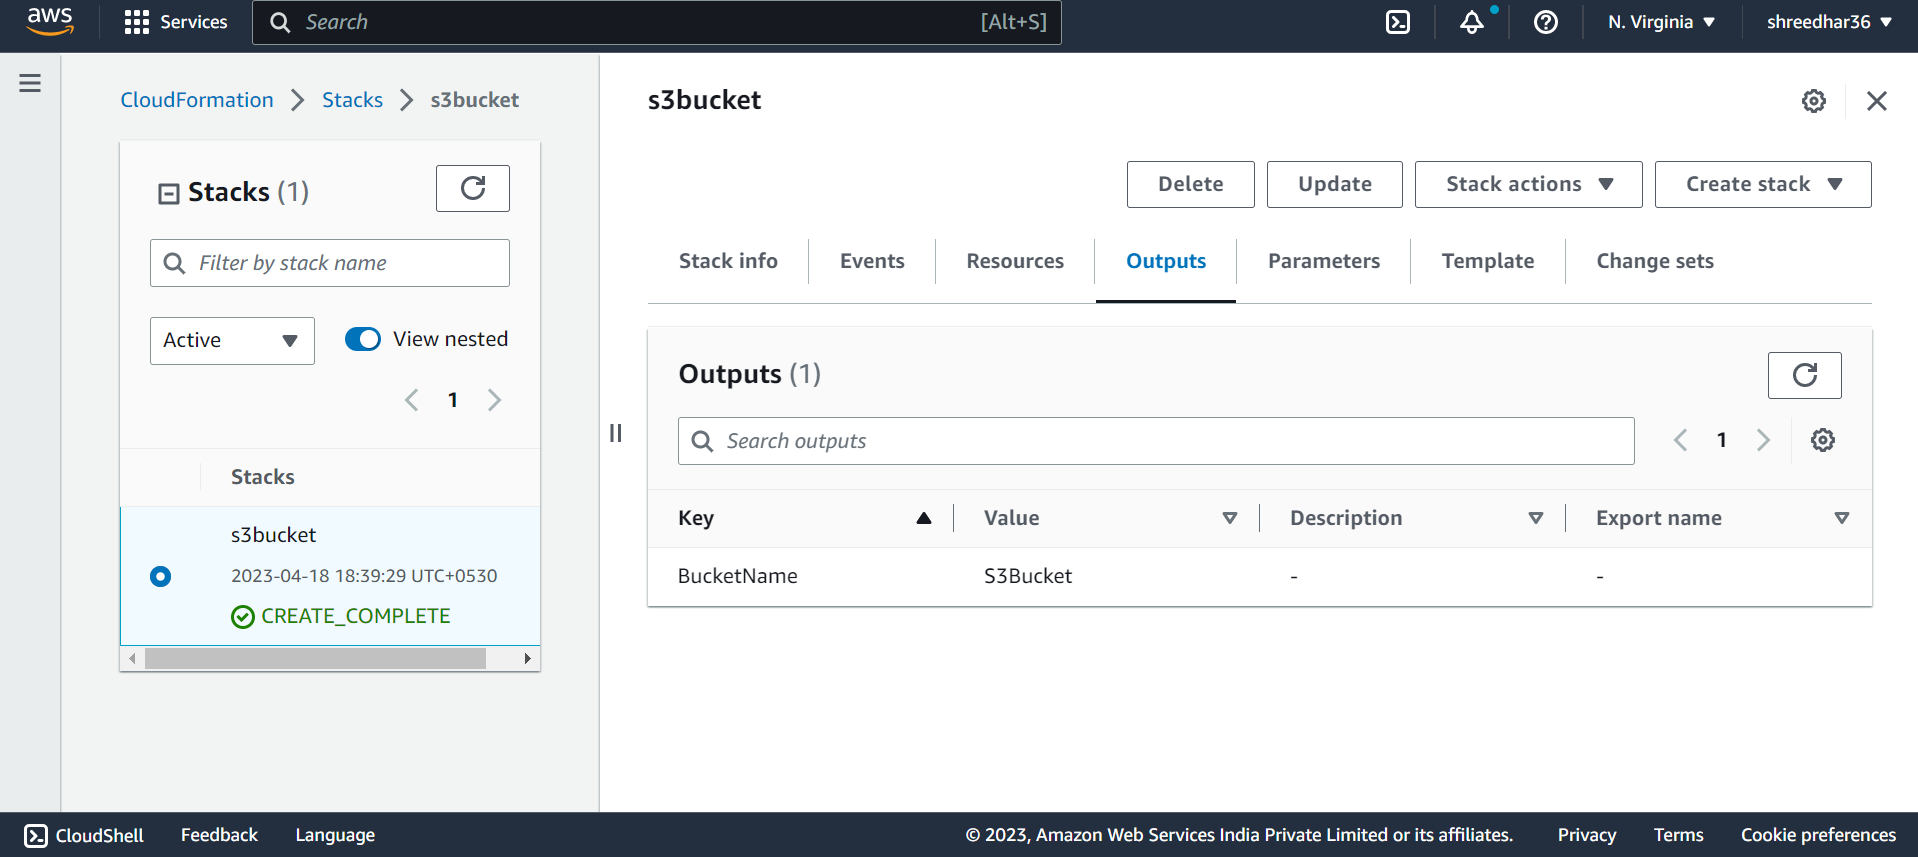 aws
Services
Search [Alt+S]
N. Virginia
shreedhar36
CloudFormation Stacks s3bucket
Stacks (1)
Filter by stack name
Active
View nested
1
Stacks
s3bucket
2023-04-18 18:39:29 UTC+0530
CREATE_COMPLETE
s3bucket
Delete Update Stack actions Create stack
Stack info Events Resources Outputs Parameters Template Change sets
Outputs (1)
Search outputs
1
Key Value Description Export name
BucketName S3Bucket - -
CloudShell Feedback Language
© 2023, Amazon Web Services India Private Limited or its affiliates. Privacy Terms Cookie preferences